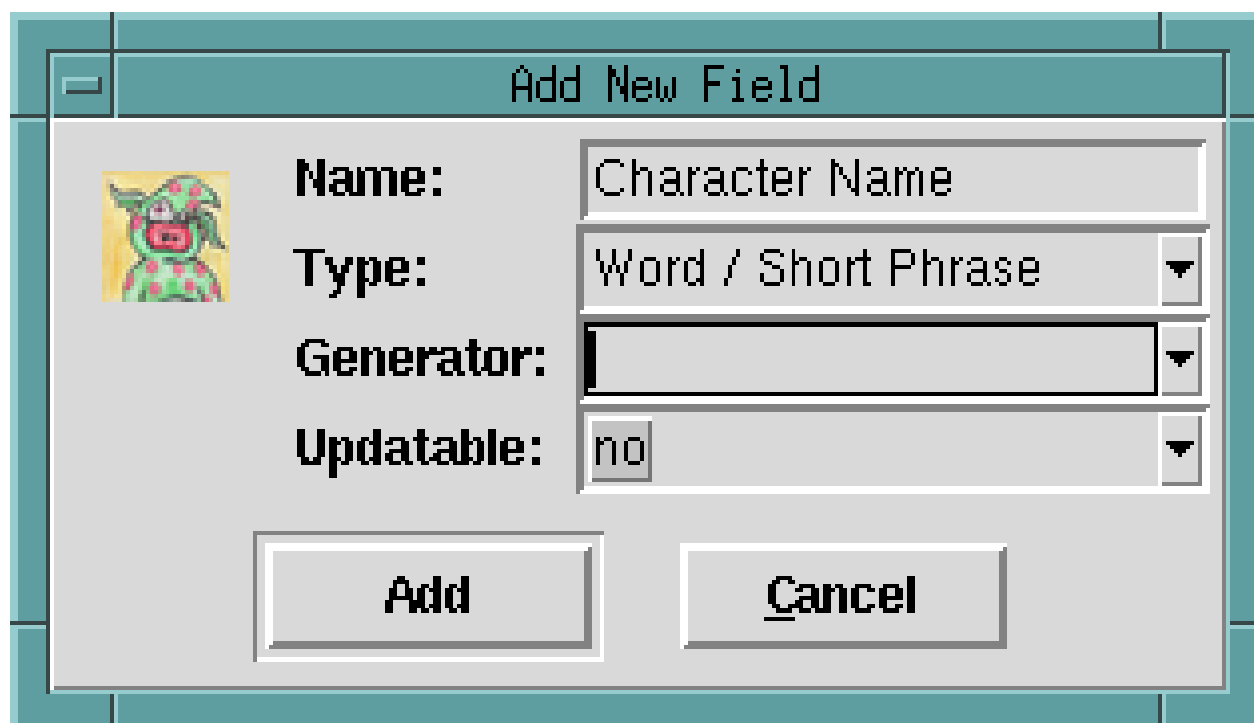 Add New Field
Name: Character Name
Type: Word / Short Phrase
Generator:
Updatable: no
Add Cancel